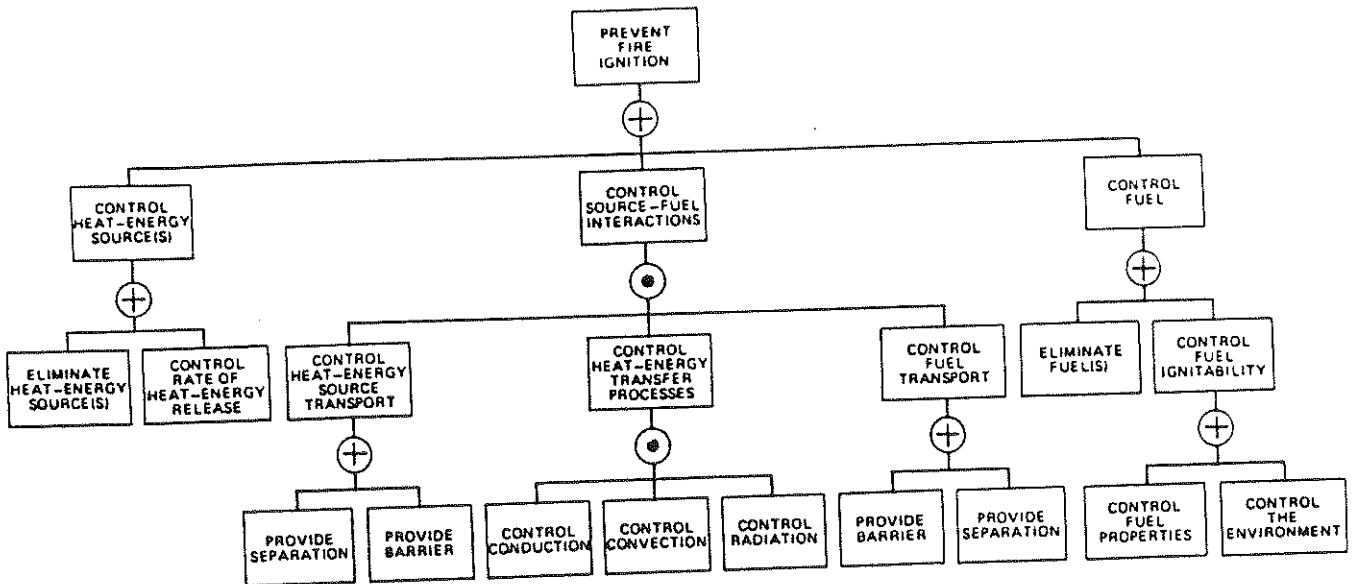 PREVENT
FIRE
IGNITION
CONTROL
HEAT-ENERGY
SOURCE(S)
CONTROL
SOURCE-FUEL
INTERACTIONS
CONTROL
FUEL
ELIMINATE
HEAT-ENERGY
SOURCE(S)
CONTROL
RATE OF
HEAT-ENERGY
RELEASE
CONTROL
HEAT-ENERGY
SOURCE
TRANSPORT
CONTROL
HEAT-ENERGY
TRANSFER
PROCESSES
CONTROL
FUEL
TRANSPORT
ELIMINATE
FUEL(S)
CONTROL
FUEL
IGNITABILITY
PROVIDE
SEPARATION
PROVIDE
BARRIER
CONTROL
CONDUCTION
CONTROL
CONVECTION
CONTROL
RADIATION
PROVIDE
BARRIER
PROVIDE
SEPARATION
CONTROL
FUEL
PROPERTIES
CONTROL
THE
ENVIRONMENT